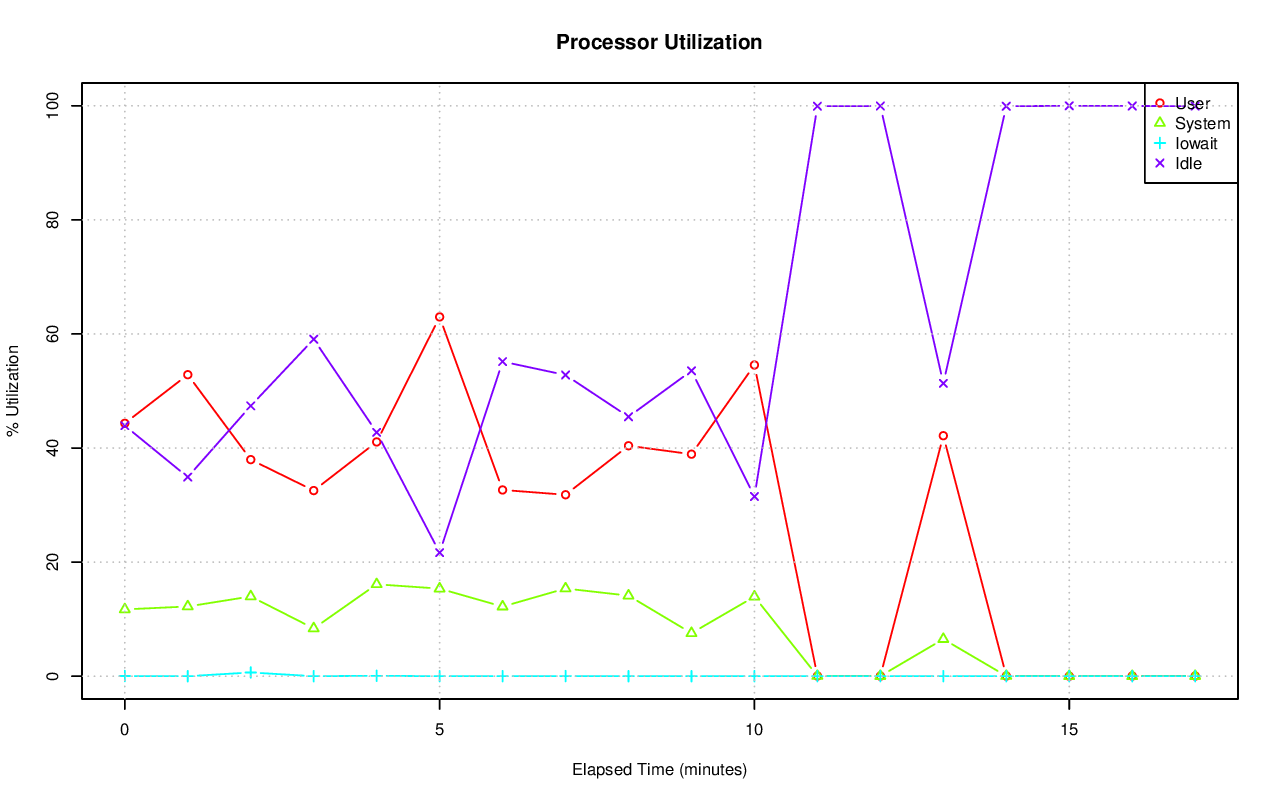 Processor Utilization
100
80
60
40
20
0
% Utilization
User
System
Iowait
Idle
0
5
10
15
Elapsed Time (minutes)